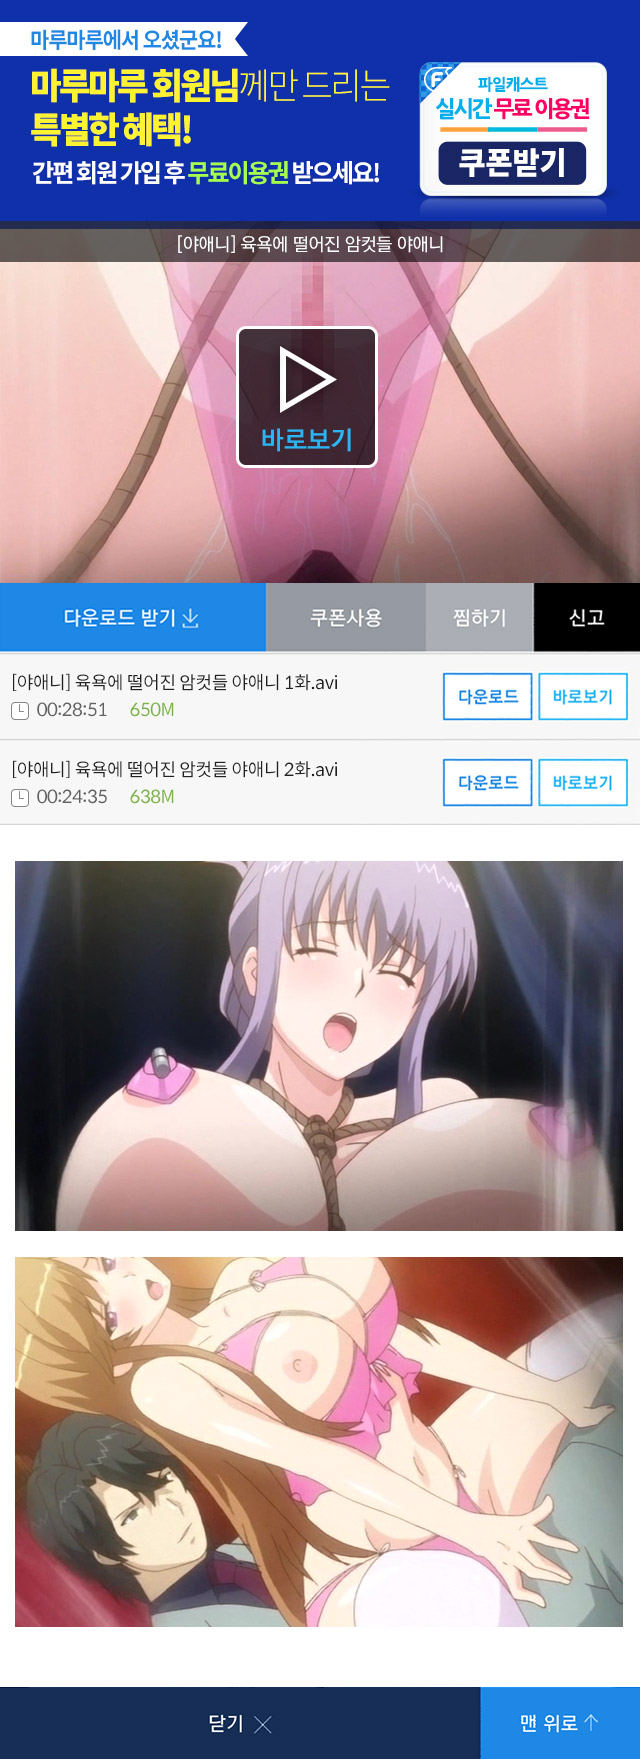 마루마루에서 오셨군요!
마루마루 회원님께만 드리는
특별한 혜택!
간편 회원 가입 후 무료이용권 받으세요!
파일캐스트
실시간 무료 이용권
쿠폰받기
[야애니] 육욕에 떨어진 암컷들 야애니
바로보기
다운로드 받기
쿠폰사용
찜하기
신고
[야애니] 육욕에 떨어진 암컷들 야애니 1화.avi
00:28:51 650M
다운로드
바로보기
[야애니] 육욕에 떨어진 암컷들 야애니 2화.avi
00:24:35 638M
다운로드
바로보기
닫기
맨 위로